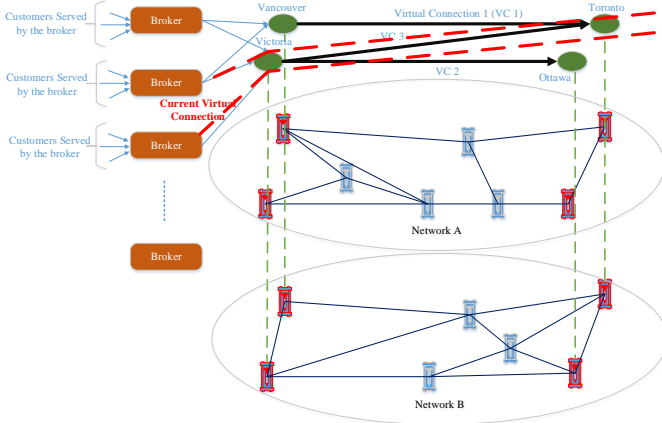 Customers Served
by the broker
Broker
Vancouver
Virtual Connection 1 (VC 1)
Toronto
Victoria
VC 3
Customers Served
by the broker
Broker
VC 2
Ottawa
Current Virtual
Connection
Customers Served
by the broker
Broker
Network A
Broker
Network B